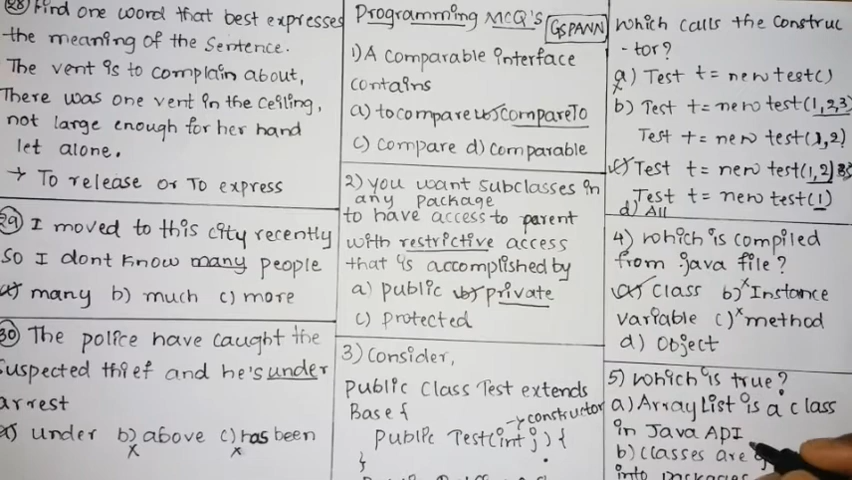 28) Find one word that best expresses
the meaning of the sentence.
The vent is to complain about,
There was one vent in the ceiling,
not large enough for her hand
let alone.
→ To release or To express
29) I moved to this city recently
so I dont know many people
a) many b) much c) more
30) The police have caught the
suspected thief and he's under
arrest
a) under b) above c) has been
x x
Programming MCQ's
GSPANN
1) A comparable interface
contains
a) tocompare b) compareTo
c) compare d) comparable
2) you want subclasses in
any package
to have access to parent
with restrictive access
that is accomplished by
a) public b) private
c) protected
3) Consider,
public class Test extends
Base {
→ constructor
public Test(int j) {
}
which calls the construc
-tor?
a) Test t = new test()
x
b) Test t = new test(1,2,3)
Test t = new test(1,2)
c) Test t = new test(1,2)
Test t = new test(1)
d) All
4) which is compiled
from .java file?
a) class b) x Instance
variable c) x method
d) object
5) which is true?
a) ArrayList is a class
in Java API
b) classes are
into packages